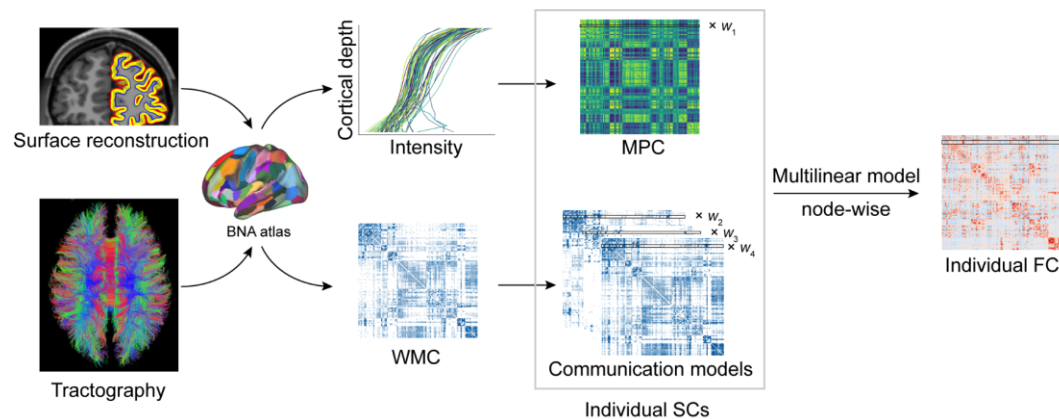 Surface reconstruction
Cortical depth
Intensity
× w1
MPC
BNA atlas
Multilinear model
node-wise
Individual FC
Tractography
WMC
× w2
× w3
× w4
Communication models
Individual SCs